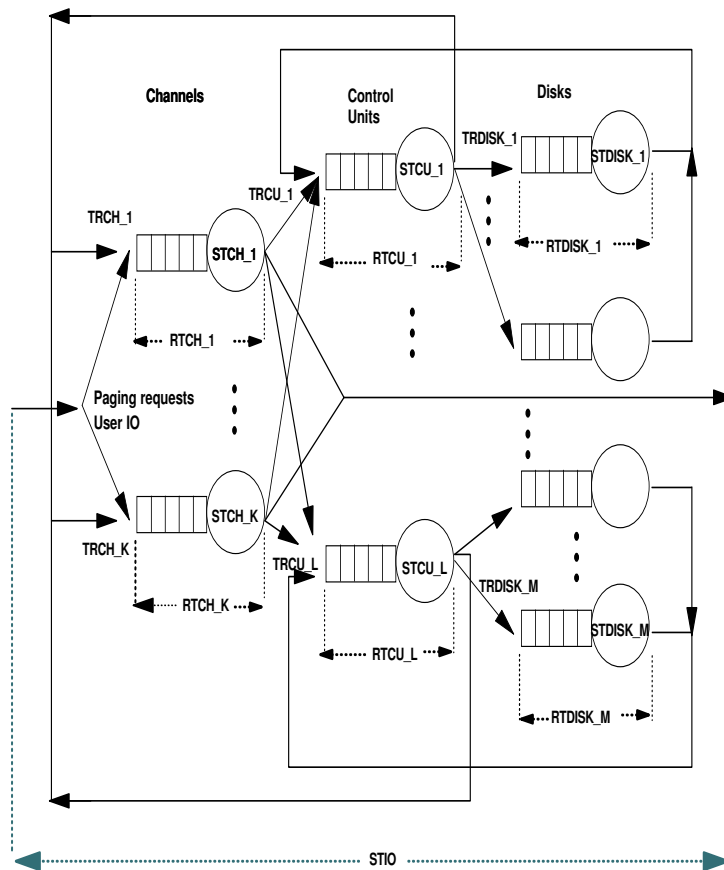 Channels
Control
Units
Disks
TRDISK_1
STDISK_1
STCU_1
TRCU_1
TRCH_1
STCH_1
RTCU_1
RTDISK_1
RTCH_1
Paging requests
User IO
STCH_K
TRCH_K
TRCU_L
STCU_L
TRDISK_M
RTCH_K
STDISK_M
RTCU_L
RTDISK_M
STIO